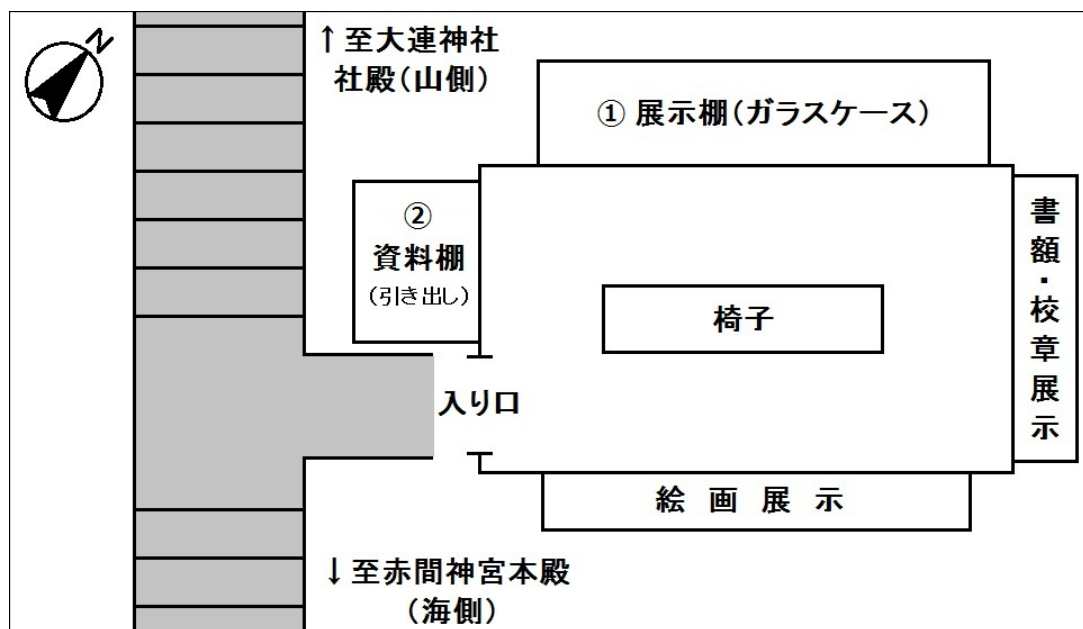 N
↑至大連神社
社殿(山側)
① 展示棚(ガラスケース)
②
資料棚
(引き出し)
椅子
書額・校章展示
入り口
絵画展示
↓至赤間神宮本殿
(海側)